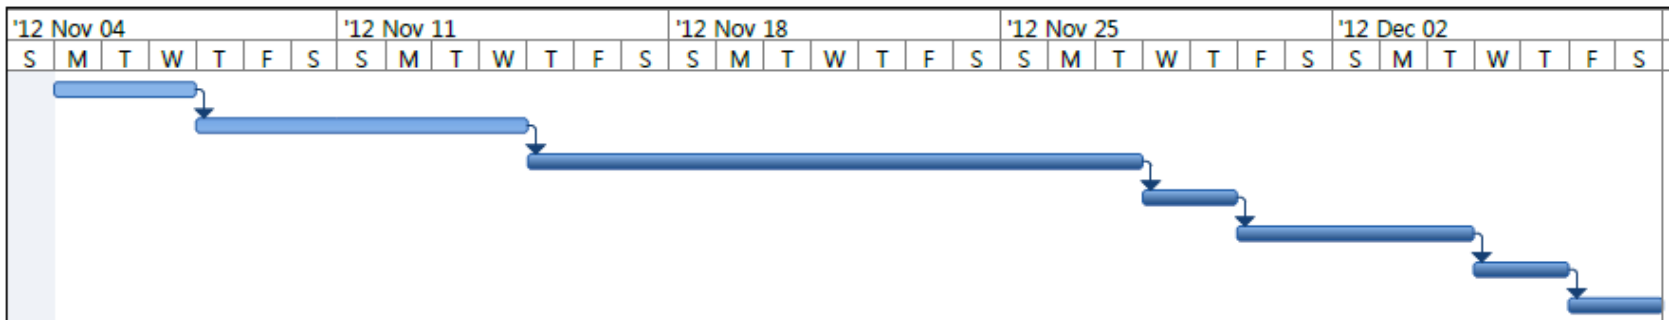 '12 Nov 04 '12 Nov 11 '12 Nov 18 '12 Nov 25 '12 Dec 02
S M T W T F S S M T W T F S S M T W T F S S M T W T F S S M T W T F S